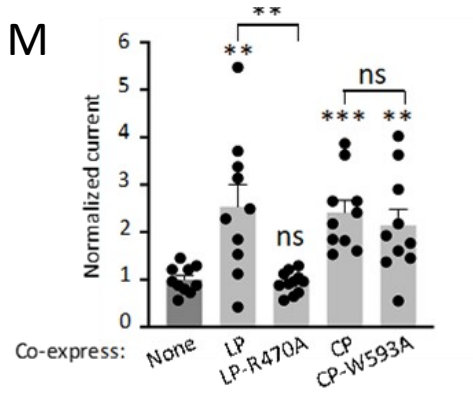 M
**
**
ns
*** **
ns
Normalized current
6
5
4
3
2
1
0
Co-express: None LP LP-R470A CP CP-W593A